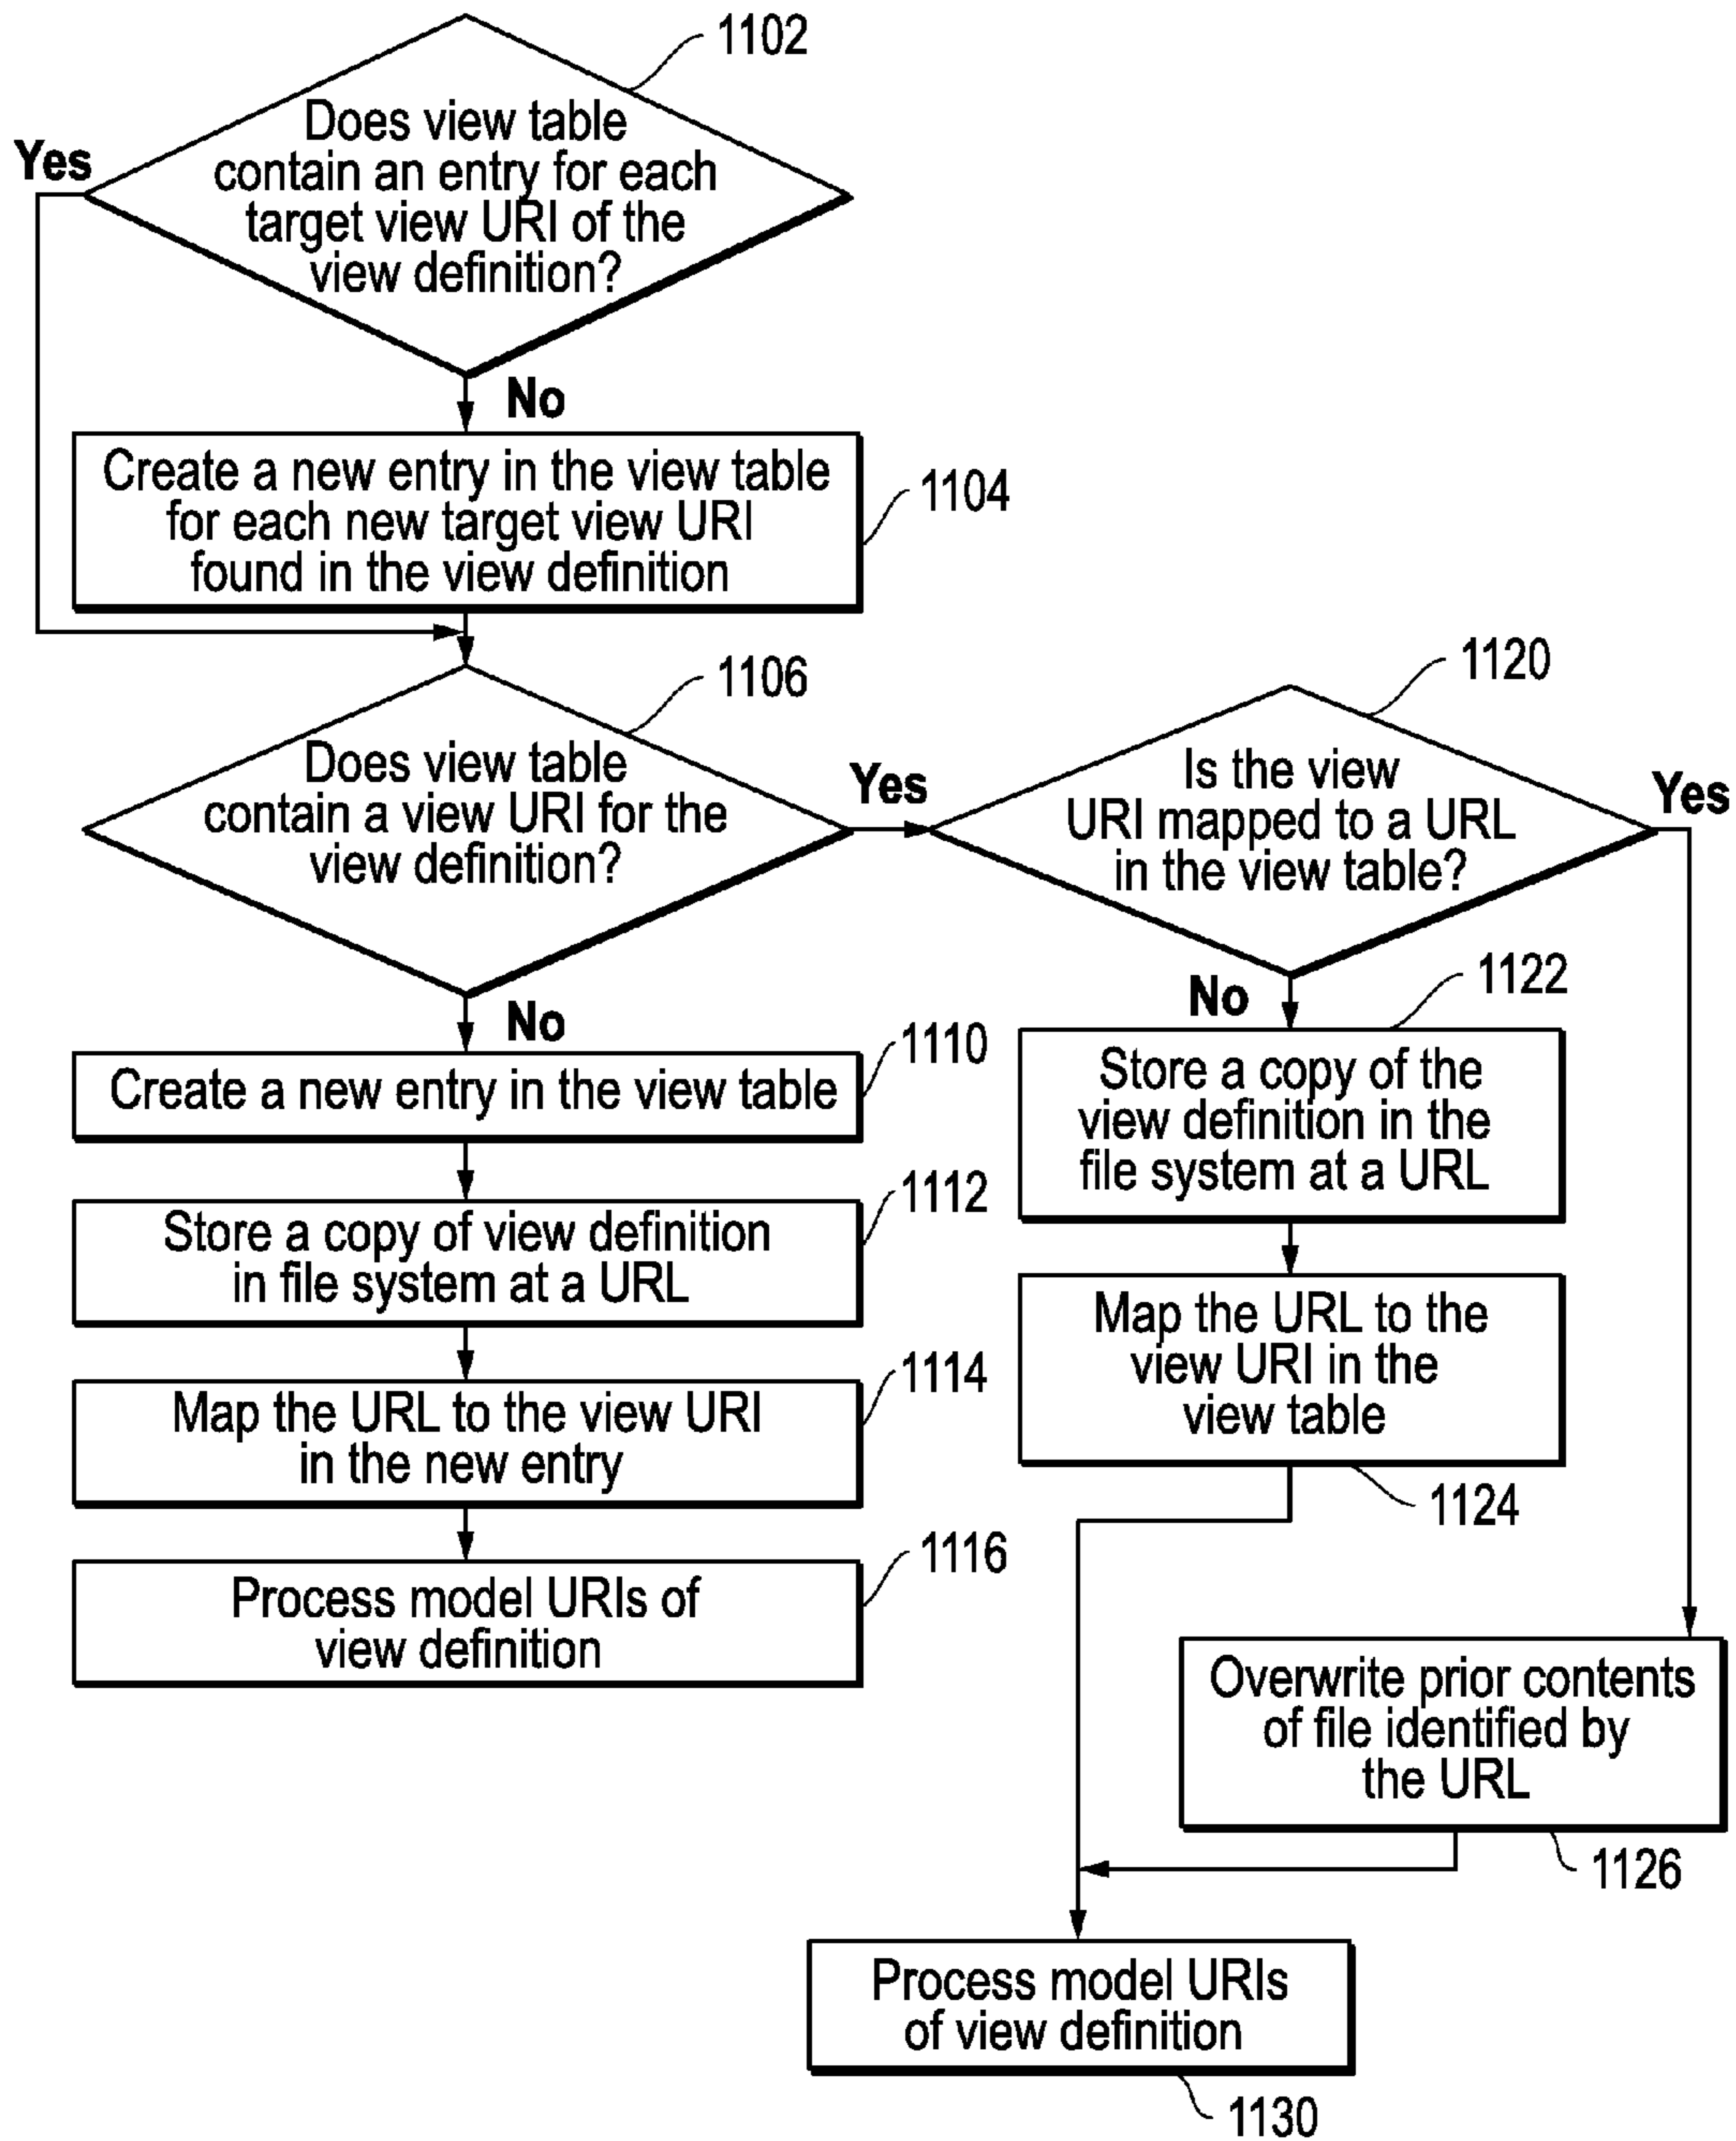 1102
Does view table
contain an entry for each
target view URI of the
view definition?
Yes
No
Create a new entry in the view table
for each new target view URI
found in the view definition
1104
1106
Does view table
contain a view URI for the
view definition?
Yes
No
1120
Is the view
URI mapped to a URL
in the view table?
Yes
No
1110
Create a new entry in the view table
1112
Store a copy of view definition
in file system at a URL
1114
Map the URL to the view URI
in the new entry
1116
Process model URIs of
view definition
1122
Store a copy of the
view definition in the
file system at a URL
Map the URL to the
view URI in the
view table
1124
Overwrite prior contents
of file identified by
the URL
1126
Process model URIs
of view definition
1130